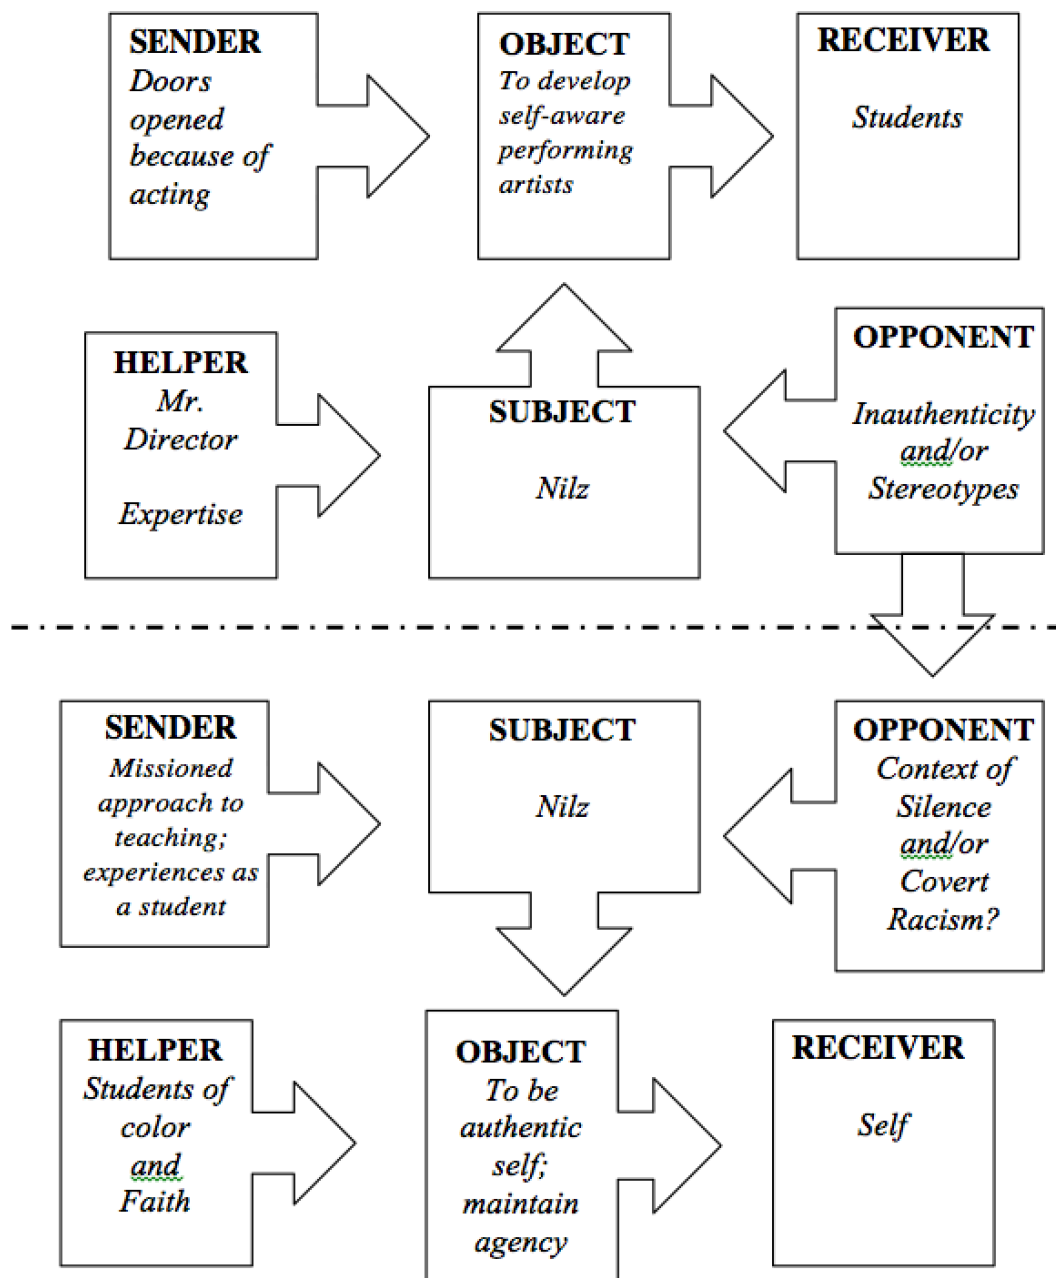 SENDER
Doors
opened
because of
acting
OBJECT
To develop
self-aware
performing
artists
RECEIVER
Students
HELPER
Mr.
Director
Expertise
SUBJECT
Nilz
OPPONENT
Inauthenticity
and/or
Stereotypes
SENDER
Missioned
approach to
teaching;
experiences as
a student
SUBJECT
Nilz
OPPONENT
Context of
Silence
and/or
Covert
Racism?
HELPER
Students of
color
and
Faith
OBJECT
To be
authentic
self;
maintain
agency
RECEIVER
Self